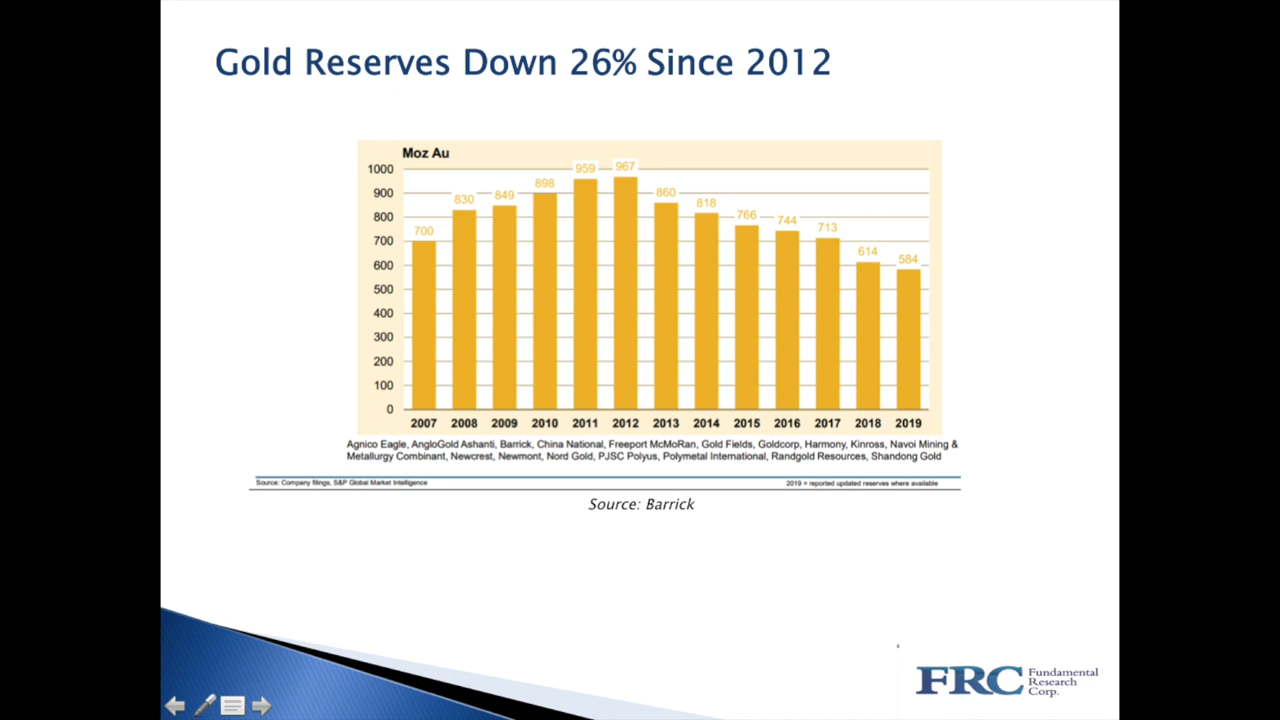 Gold Reserves Down 26% Since 2012
Moz Au
1000
900
800
700
600
500
400
300
200
100
0
700
830
849
898
959
967
860
818
766
744
713
614
584
2007 2008 2009 2010 2011 2012 2013 2014 2015 2016 2017 2018 2019
Agnico Eagle, AngloGold Ashanti, Barrick, China National, Freeport McMoRan, Gold Fields, Goldcorp, Harmony, Kinross, Navoi Mining &
Metallurgy Combinant, Newcrest, Newmont, Nord Gold, PJSC Polyus, Polymetal International, Randgold Resources, Shandong Gold
Source: Company filings, S&P Global Market Intelligence
2019 = reported updated reserves where available
Source: Barrick
FRC
Fundamental
Research
Corp.